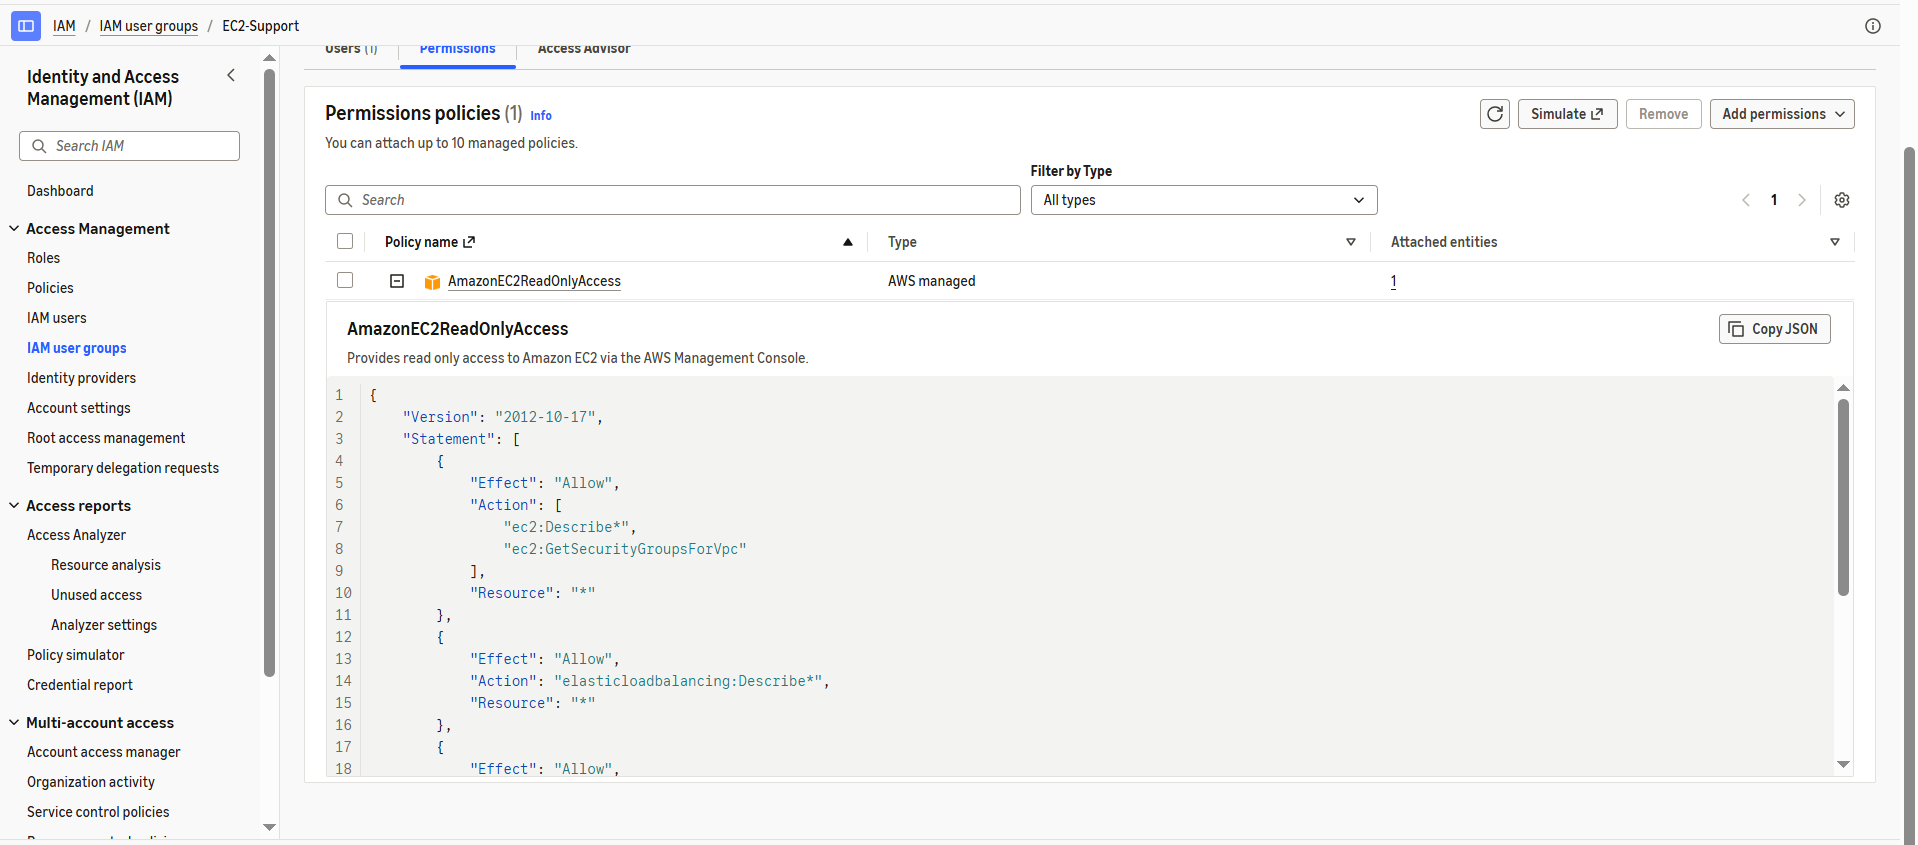 IAM / IAM user groups / EC2-Support
Identity and Access
Management (IAM)
Search IAM
Dashboard
Access Management
Roles
Policies
IAM users
IAM user groups
Identity providers
Account settings
Root access management
Temporary delegation requests
Access reports
Access Analyzer
Resource analysis
Unused access
Analyzer settings
Policy simulator
Credential report
Multi-account access
Account access manager
Organization activity
Service control policies
Users (1) Permissions Access Advisor
Permissions policies (1) Info
Simulate Remove Add permissions
You can attach up to 10 managed policies.
Filter by Type
Search All types 1
Policy name Type Attached entities
AmazonEC2ReadOnlyAccess AWS managed 1
AmazonEC2ReadOnlyAccess Copy JSON
Provides read only access to Amazon EC2 via the AWS Management Console.
1 {
2 "Version": "2012-10-17",
3 "Statement": [
4 {
5 "Effect": "Allow",
6 "Action": [
7 "ec2:Describe*",
8 "ec2:GetSecurityGroupsForVpc"
9 ],
10 "Resource": "*"
11 },
12 {
13 "Effect": "Allow",
14 "Action": "elasticloadbalancing:Describe*",
15 "Resource": "*"
16 },
17 {
18 "Effect": "Allow",